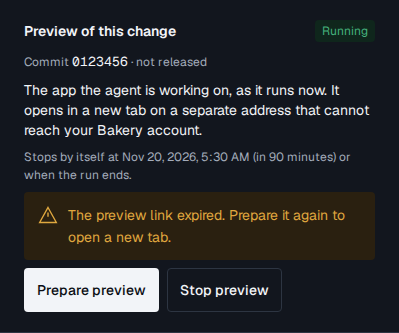 Preview of this change
Running
Commit 0123456 · not released
The app the agent is working on, as it runs now. It
opens in a new tab on a separate address that cannot
reach your Bakery account.
Stops by itself at Nov 20, 2026, 5:30 AM (in 90 minutes) or
when the run ends.
The preview link expired. Prepare it again to
open a new tab.
Prepare preview
Stop preview